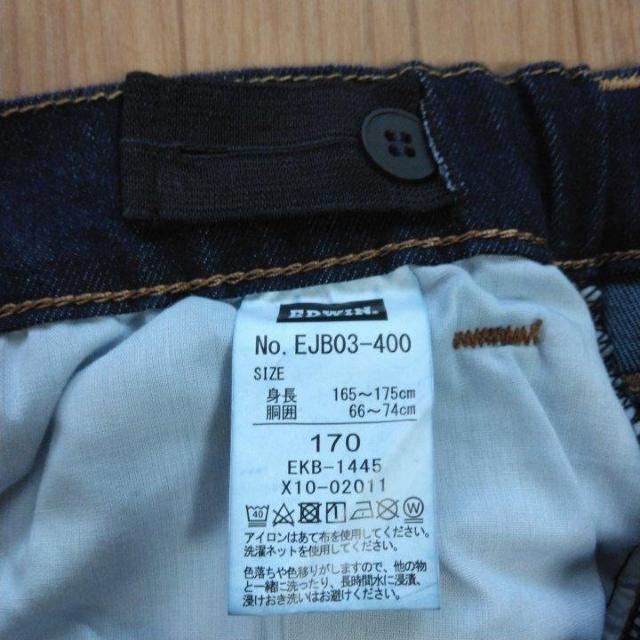 EDWIN
No. EJB03-400
SIZE
身長 165～175cm
胴囲 66～74cm
170
EKB-1445
X10-02011
アイロンはあて布を使用してください。
洗濯ネットを使用してください。
色落ちや色移りがしますので、他の物
と一緒に洗ったり、長時間水に浸漬、
浸けおき洗いはお避けください。